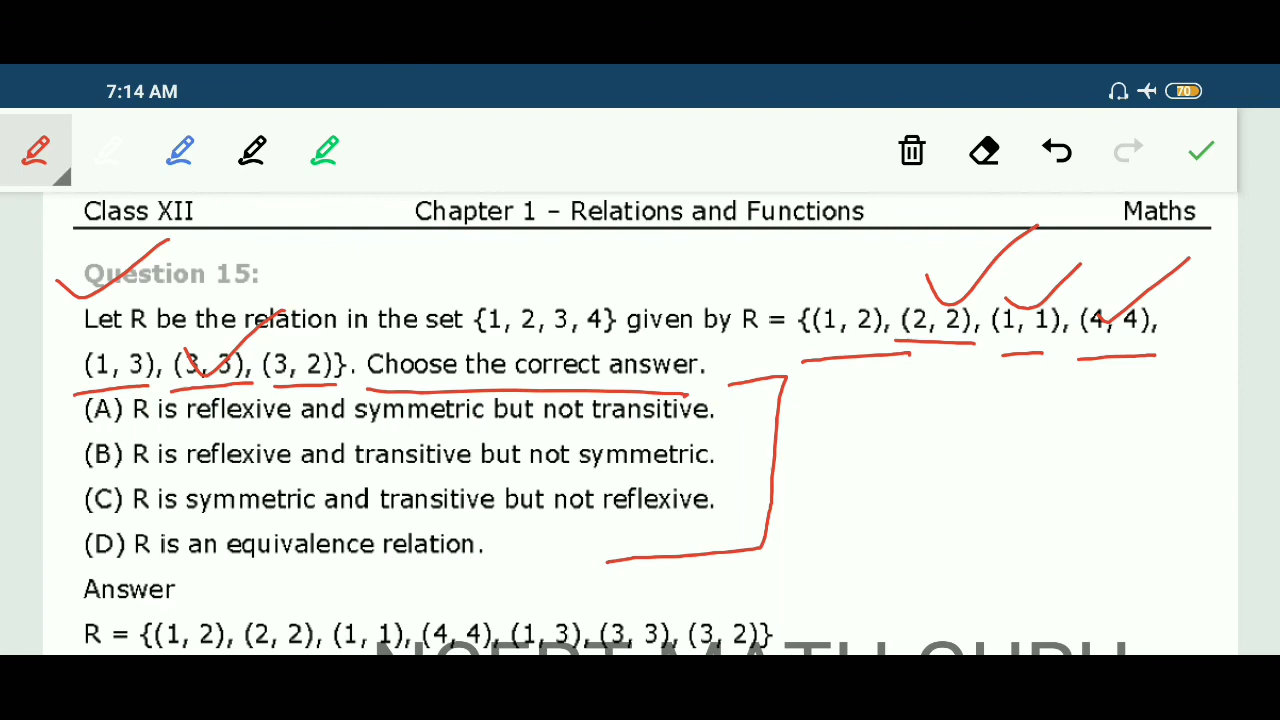 7:14 AM
70
Class XII Chapter 1 – Relations and Functions Maths
Question 15:
Let R be the relation in the set {1, 2, 3, 4} given by R = {(1, 2), (2, 2), (1, 1), (4, 4),
(1, 3), (3, 3), (3, 2)}. Choose the correct answer.
(A) R is reflexive and symmetric but not transitive.
(B) R is reflexive and transitive but not symmetric.
(C) R is symmetric and transitive but not reflexive.
(D) R is an equivalence relation.
Answer
R = {(1, 2), (2, 2), (1, 1), (4, 4), (1, 3), (3, 3), (3, 2)}
NCERT MATH GURU